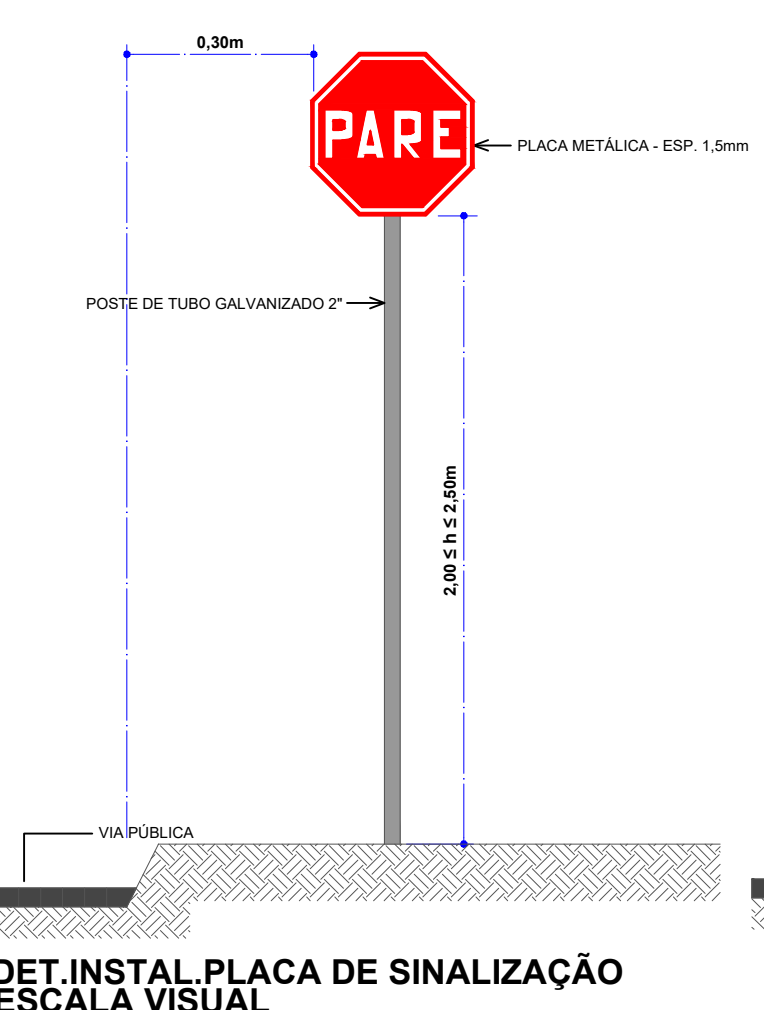 0,30m
PARE
PLACA METÁLICA - ESP. 1,5mm
POSTE DE TUBO GALVANIZADO 2"
2,00 ≤ h ≤ 2,50m
VIA PÚBLICA
DET.INSTAL.PLACA DE SINALIZAÇÃO
ESCALA VISUAL